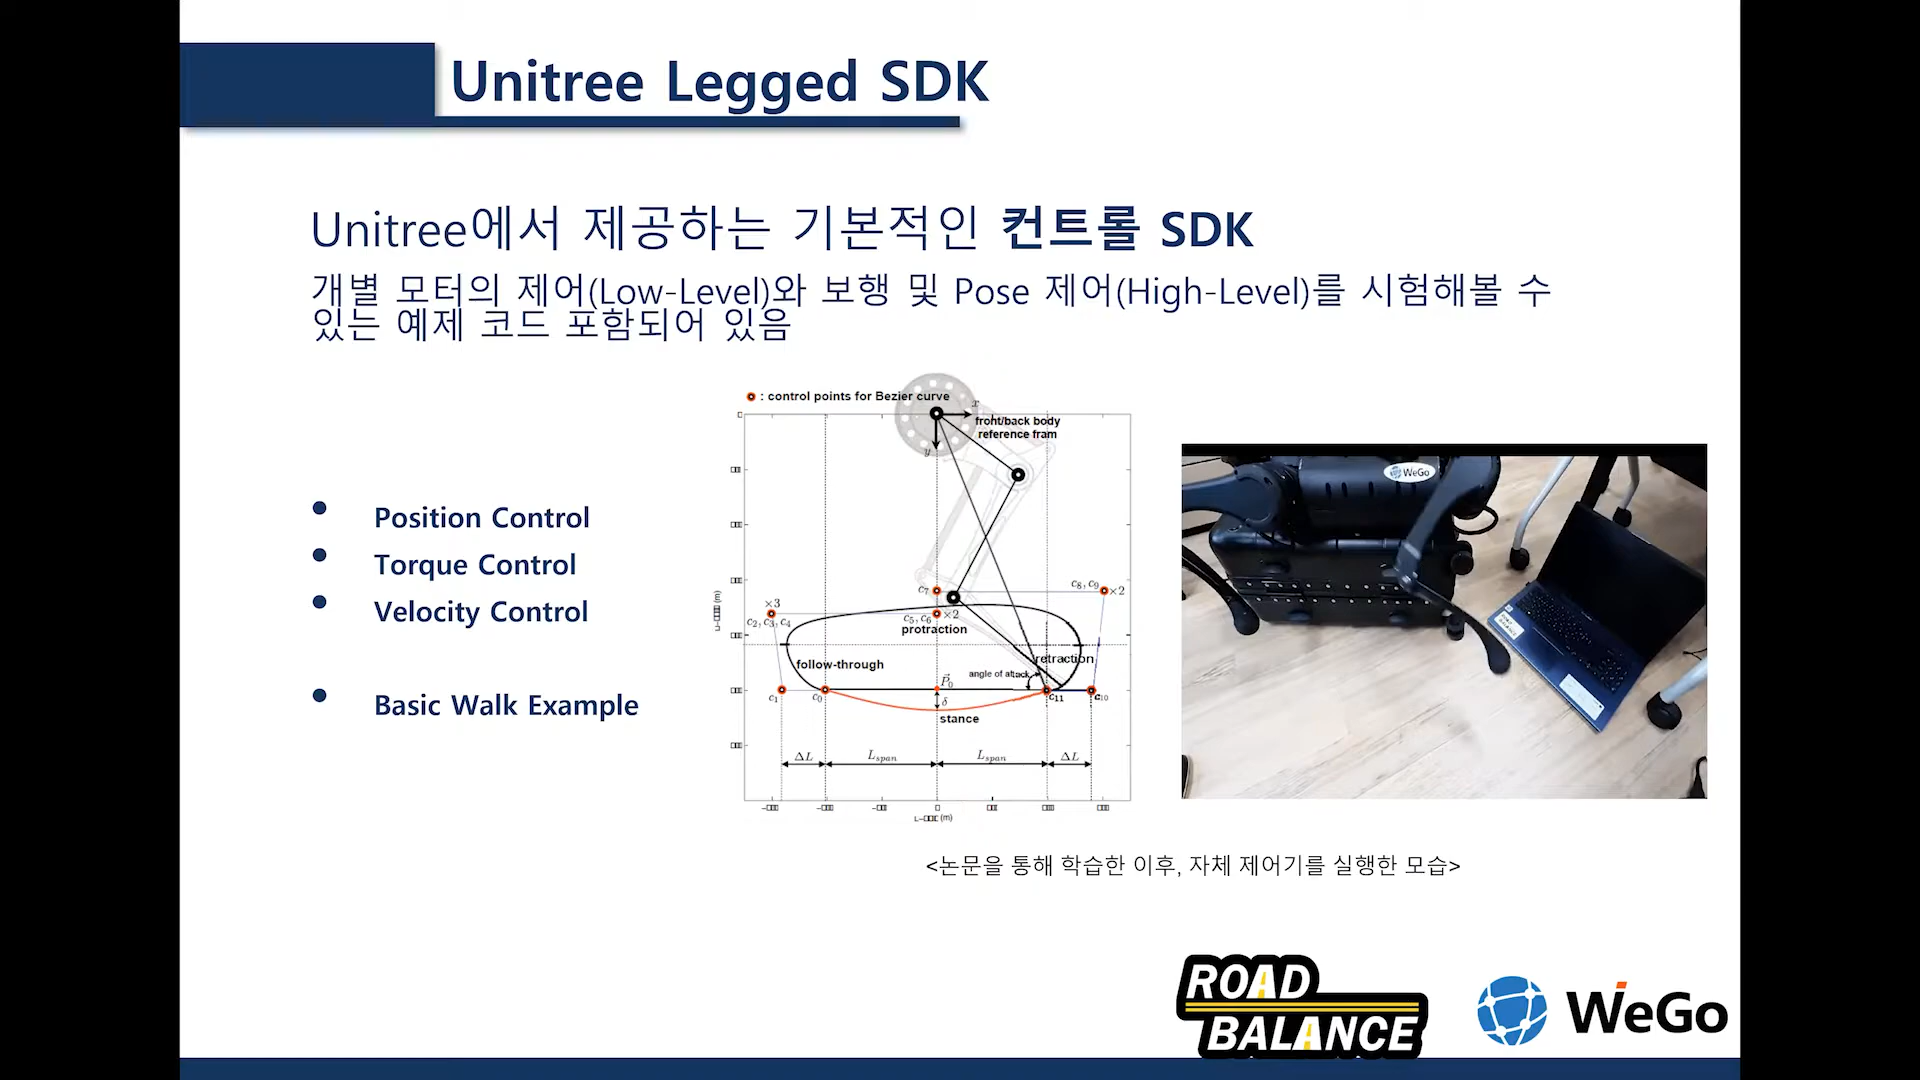 Unitree Legged SDK
Unitree에서 제공하는 기본적인 컨트롤 SDK
개별 모터의 제어(Low-Level)와 보행 및 Pose 제어(High-Level)를 시험해볼 수
있는 예제 코드 포함되어 있음
• Position Control
• Torque Control
• Velocity Control
• Basic Walk Example
: control points for Bezier curve
x
front/back body
reference fram
y
c7
c8, c9
×2
×3
c2, c3, c4
c5, c6
×2
protraction
follow-through
retraction
angle of attack
P0
c1
c0
δ
c11
c10
stance
ΔL
Lspan
Lspan
ΔL
(m)
(m)
WeGo
<논문을 통해 학습한 이후, 자체 제어기를 실행한 모습>
ROAD
BALANCE
WeGo